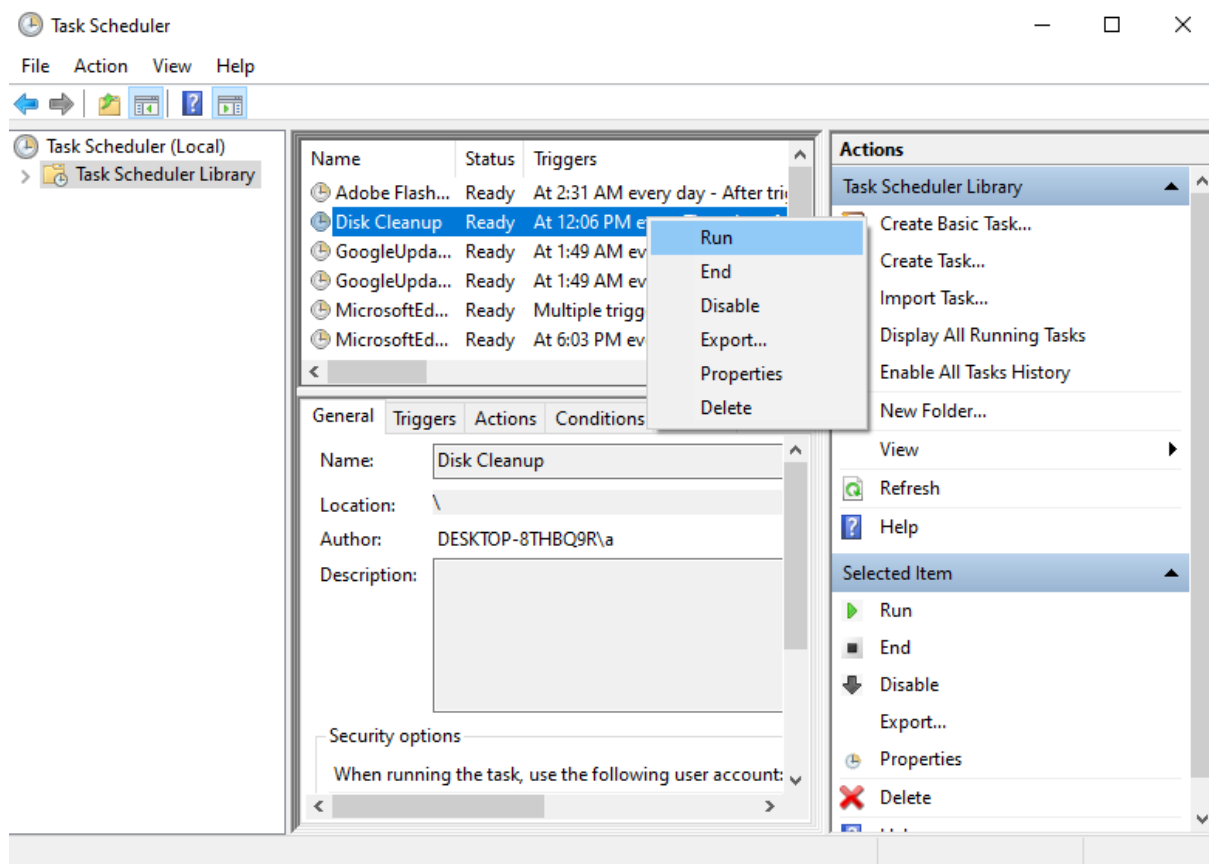 Task Scheduler
File Action View Help
Task Scheduler (Local)
Task Scheduler Library
Name Status Triggers
Adobe Flash... Ready At 2:31 AM every day - After
Disk Cleanup Ready At 12:06 PM
GoogleUpda... Ready At 1:49 AM
GoogleUpda... Ready At 1:49 AM
MicrosoftEd... Ready Multiple
MicrosoftEd... Ready At 6:03 PM
Run
End
Disable
Export...
Properties
Delete
General Triggers Actions Conditions
Name: Disk Cleanup
Location: \
Author: DESKTOP-8THBQ9R\a
Description:
Security options
When running the task, use the following user account:
Actions
Task Scheduler Library
Create Basic Task...
Create Task...
Import Task...
Display All Running Tasks
Enable All Tasks History
New Folder...
View
Refresh
Help
Selected Item
Run
End
Disable
Export...
Properties
Delete